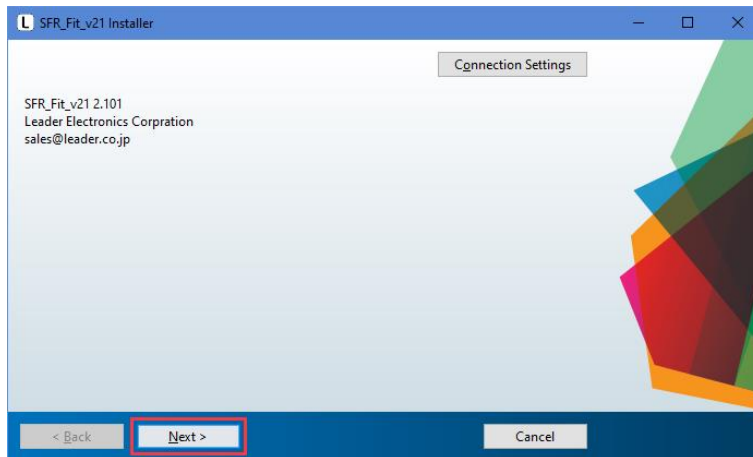 L SFR_Fit_v21 Installer
Connection Settings
SFR_Fit_v21 2.101
Leader Electronics Corpration
sales@leader.co.jp
< Back Next > Cancel